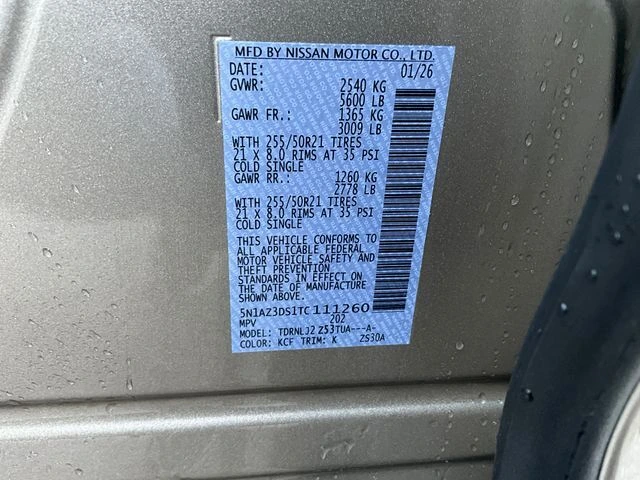 MFD BY NISSAN MOTOR CO., LTD.
DATE: 01/26
GVWR: 2540 KG
5600 LB
GAWR FR.: 1365 KG
3009 LB
WITH 255/50R21 TIRES
21 X 8.0 RIMS AT 35 PSI
COLD SINGLE
GAWR RR.: 1260 KG
2778 LB
WITH 255/50R21 TIRES
21 X 8.0 RIMS AT 35 PSI
COLD SINGLE
THIS VEHICLE CONFORMS TO
ALL APPLICABLE FEDERAL
MOTOR VEHICLE SAFETY AND
THEFT PREVENTION
STANDARDS IN EFFECT ON
THE DATE OF MANUFACTURE
SHOWN ABOVE.
5N1AZ3DS1TC111260
MPV 202
MODEL: TDRNLJ2 Z53TUA---A-
COLOR: KCF TRIM: K ZS30A